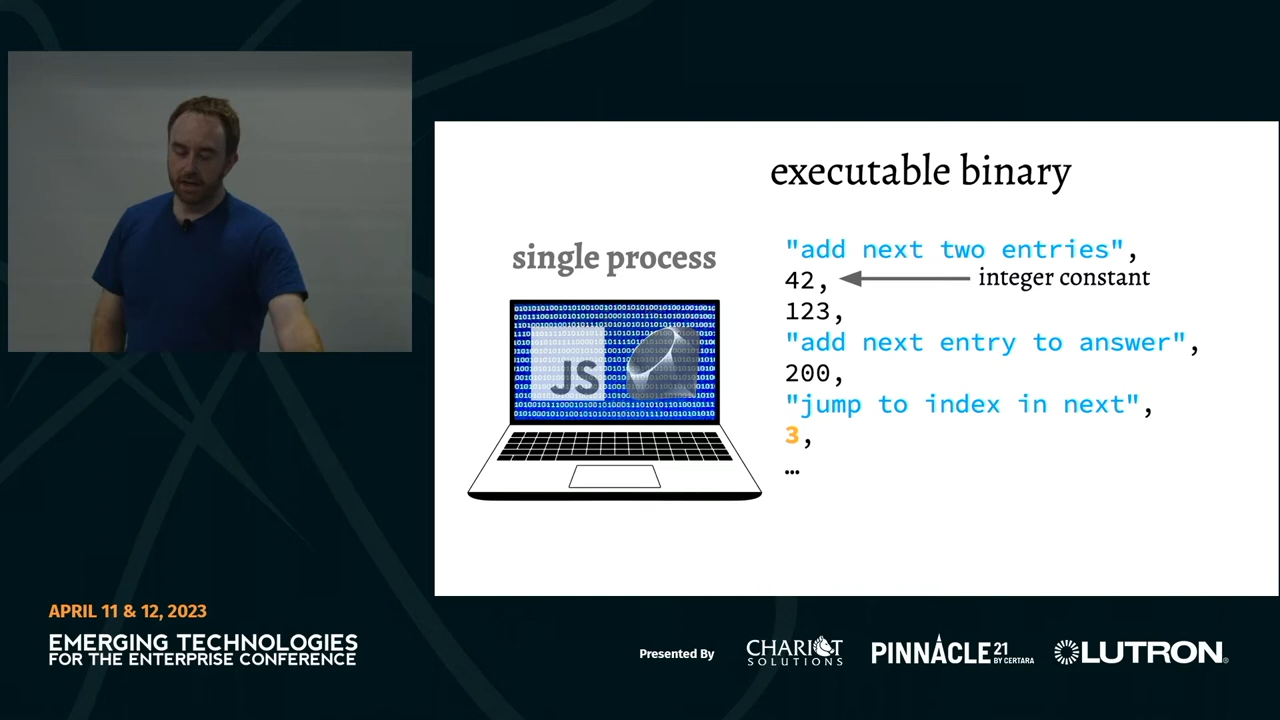 executable binary
single process
"add next two entries",
42,
integer constant
123,
"add next entry to answer",
200,
"jump to index in next",
3,
…
JS
APRIL 11 & 12, 2023
EMERGING TECHNOLOGIES
FOR THE ENTERPRISE CONFERENCE
Presented By
CHARIOT
SOLUTIONS
PINNACLE 21
BY CERTARA
LUTRON